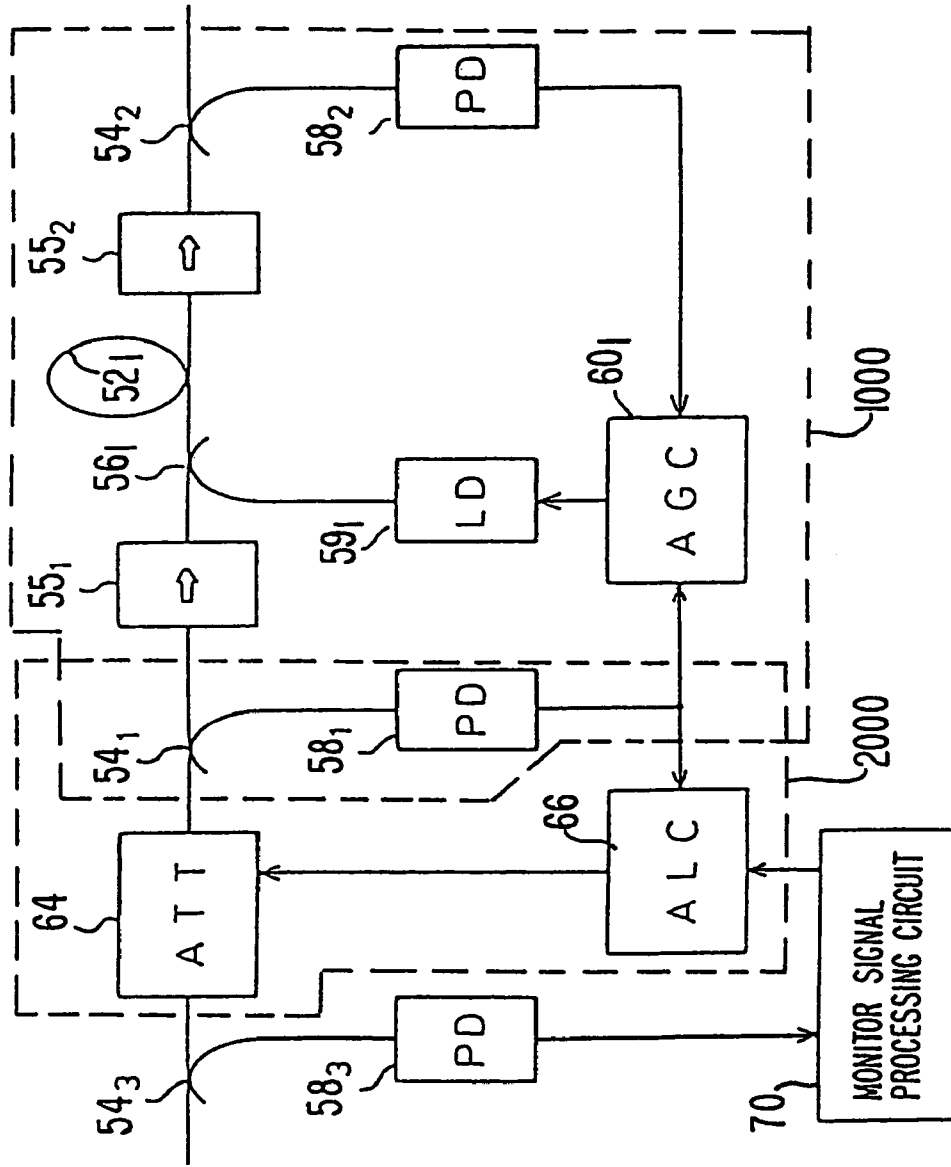 54₃
64
ATT
54₁
55₁
56₁
52₁
55₂
54₂
58₃
PD
58₁
PD
59₁
LD
58₂
PD
66
ALC
60₁
AGC
70
MONITOR SIGNAL
PROCESSING CIRCUIT
2000
1000